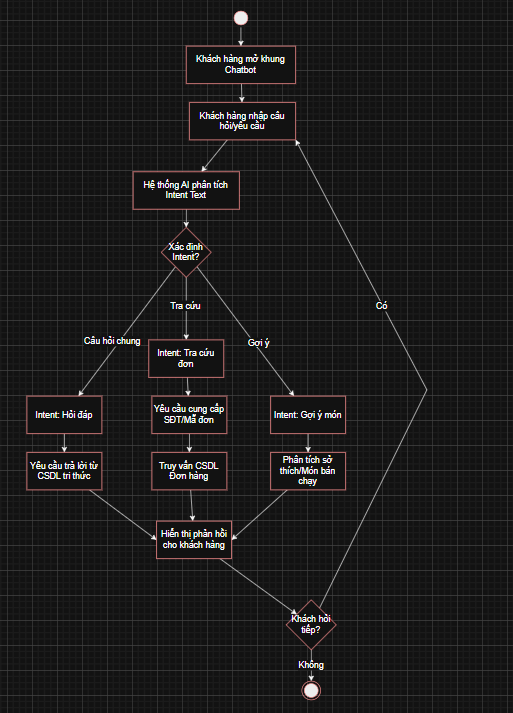 Khách hàng mở khung
Chatbot
Khách hàng nhập câu
hỏi/yêu cầu
Hệ thống AI phân tích
Intent Text
Xác định
Intent?
Tra cứu
Câu hỏi chung
Gợi ý
Có
Intent: Tra cứu
đơn
Intent: Hỏi đáp
Yêu cầu cung cấp
SĐT/Mã đơn
Intent: Gợi ý món
Yêu cầu trả lời từ
CSDL tri thức
Truy vấn CSDL
Đơn hàng
Phân tích sở
thích/Món bán
chạy
Hiển thị phản hồi
cho khách hàng
Khách hỏi
tiếp?
Không